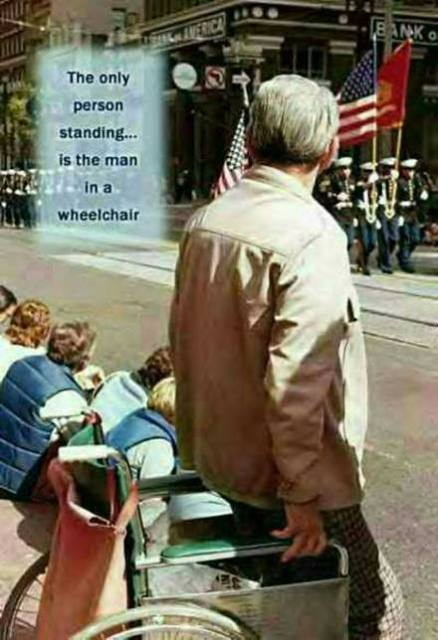 BANK OF AMERICA
BANK O
The only
person
standing...
is the man
in a
wheelchair